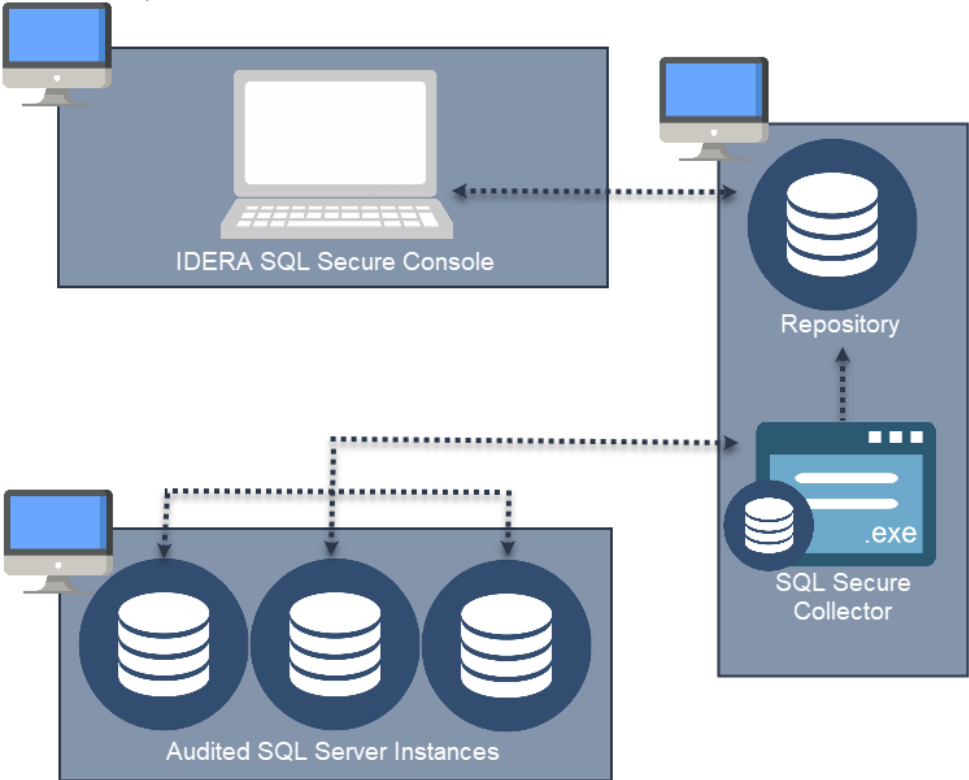 IDERA SQL Secure Console
Repository
.exe
SQL Secure
Collector
Audited SQL Server Instances